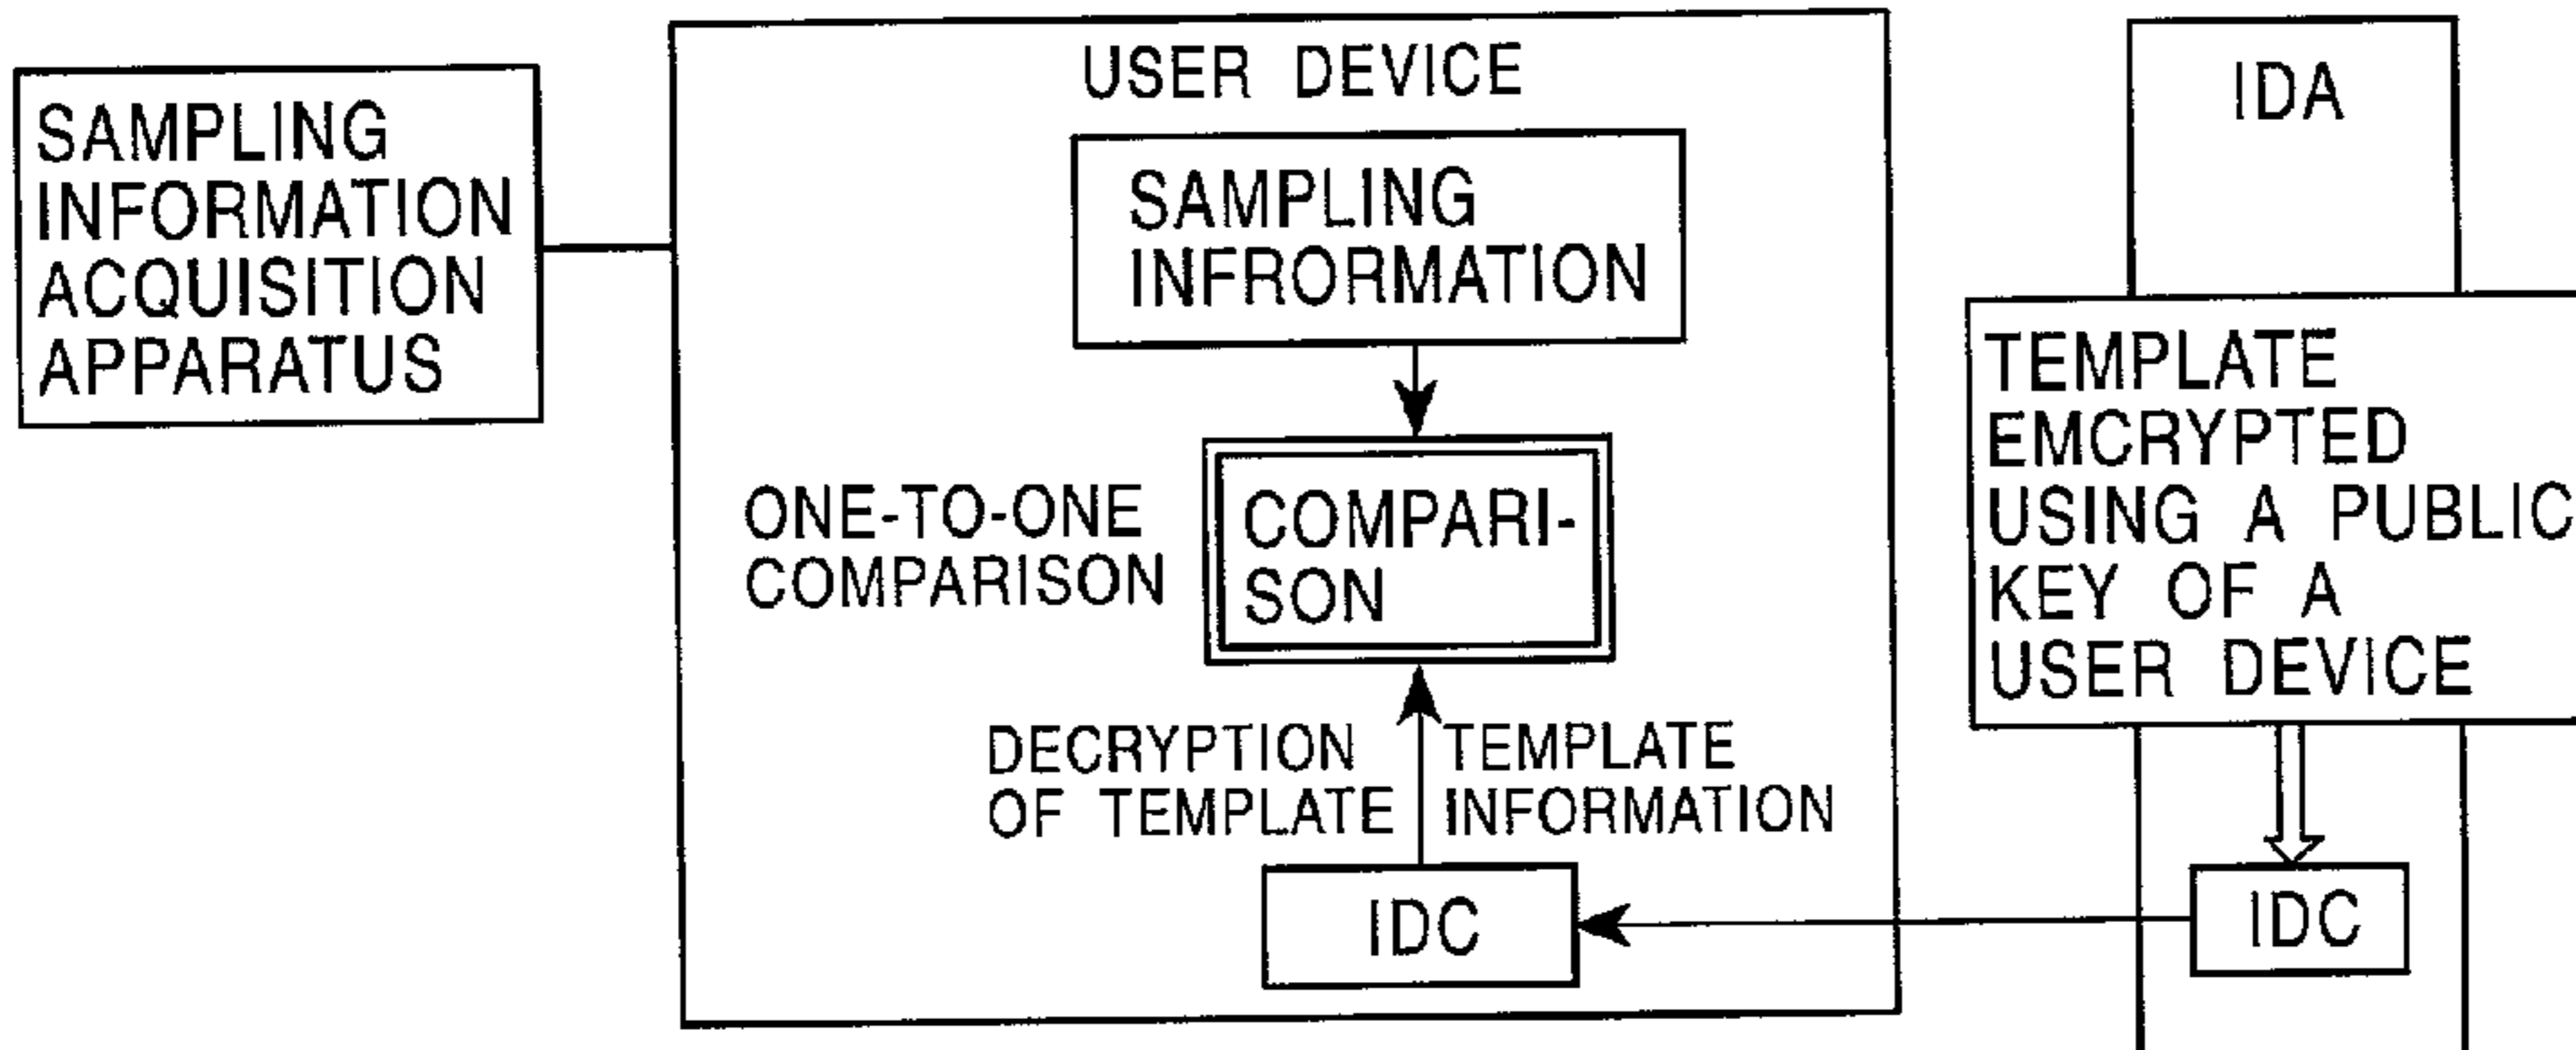 SAMPLING
INFORMATION
ACQUISITION
APPARATUS
USER DEVICE
SAMPLING
INFRORMATION
ONE-TO-ONE
COMPARISON
COMPARI-
SON
DECRYPTION
OF TEMPLATE
TEMPLATE
INFORMATION
IDC
IDA
TEMPLATE
EMCRYPTED
USING A PUBLIC
KEY OF A
USER DEVICE
IDC